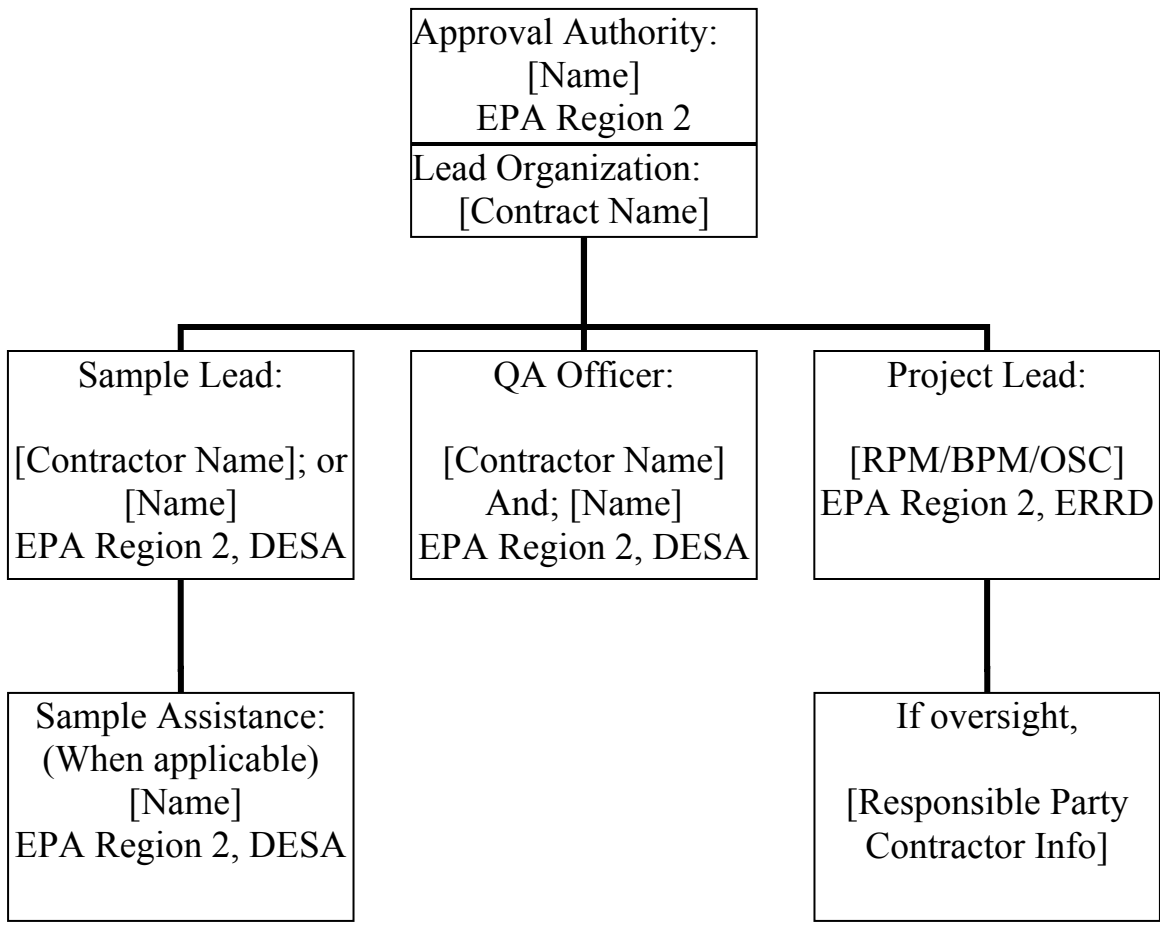 Approval Authority:
[Name]
EPA Region 2
Lead Organization:
[Contract Name]
Sample Lead:
[Contractor Name]; or
[Name]
EPA Region 2, DESA
QA Officer:
[Contractor Name]
And; [Name]
EPA Region 2, DESA
Project Lead:
[RPM/BPM/OSC]
EPA Region 2, ERRD
Sample Assistance:
(When applicable)
[Name]
EPA Region 2, DESA
If oversight,
[Responsible Party
Contractor Info]